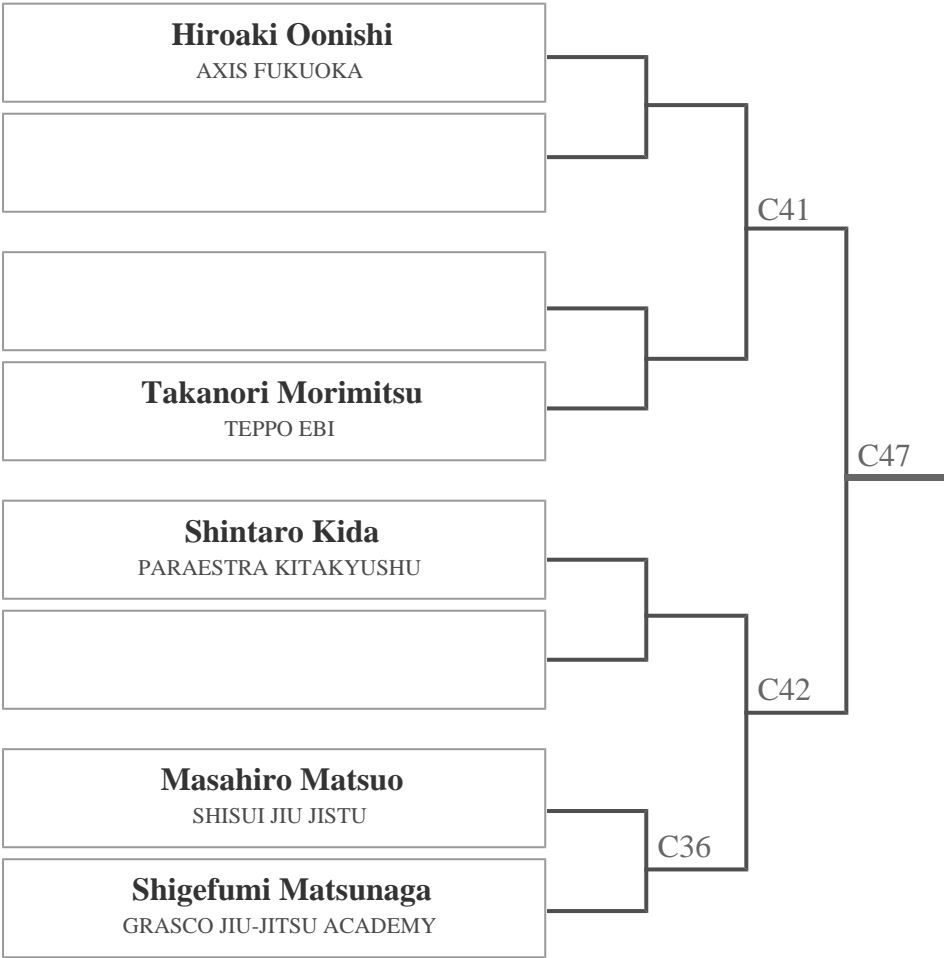 Hiroaki Oonishi
AXIS FUKUOKA
C41
Takanori Morimitsu
TEPPO EBI
C47
Shintaro Kida
PARAESTRA KITAKYUSHU
C42
Masahiro Matsuo
SHISUI JIU JISTU
C36
Shigefumi Matsunaga
GRASCO JIU-JITSU ACADEMY